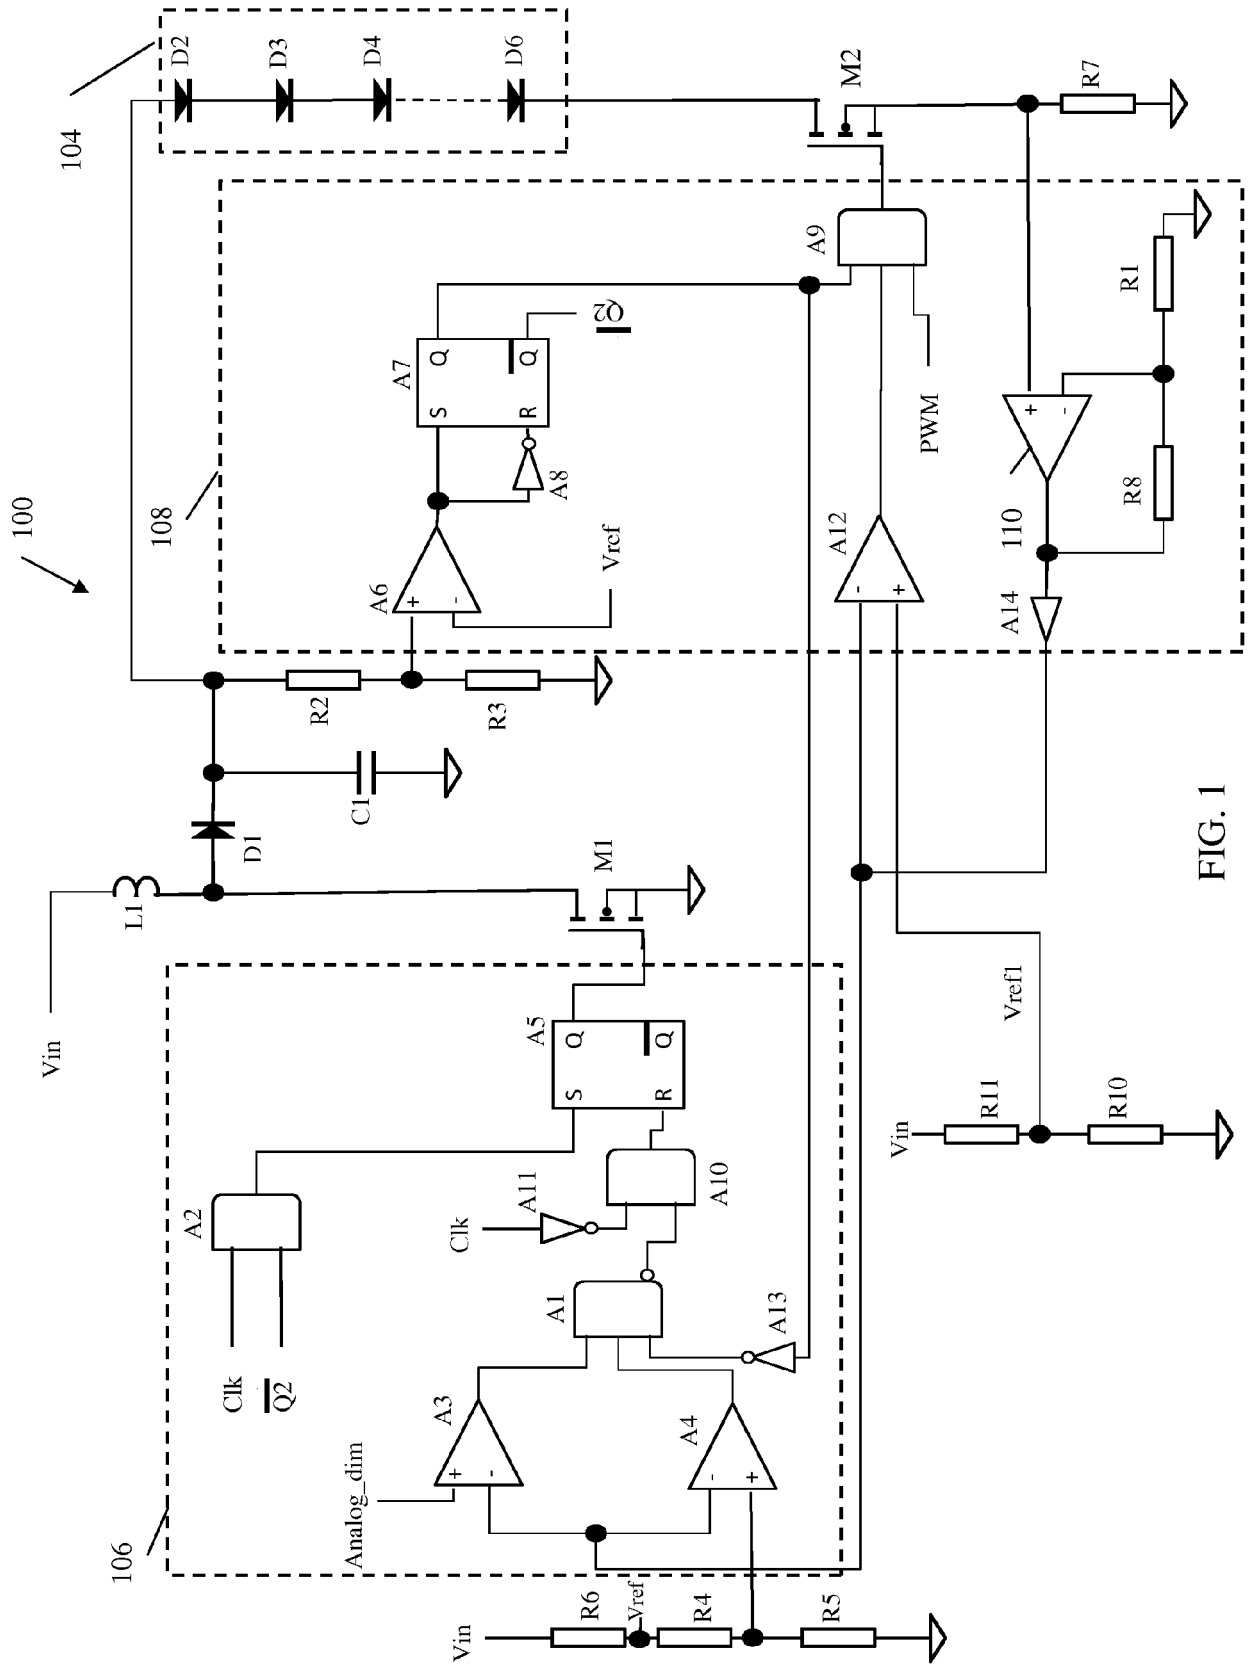 100
104
D2
D3
D4
D6
108
M2
R7
A9
Q2
A7
S
Q
R
Q
A8
A6
+
-
Vref
PWM
R1
+
-
R8
110
A12
-
+
A14
R2
R3
C1
D1
L1
Vin
M1
106
A5
S
Q
R
Q
A2
Clk
Q2
A11
Clk
A10
A1
A13
A3
+
-
Analog_dim
A4
-
+
Vin
R6
Vref
R4
R5
Vref1
Vin
R11
R10
FIG. 1